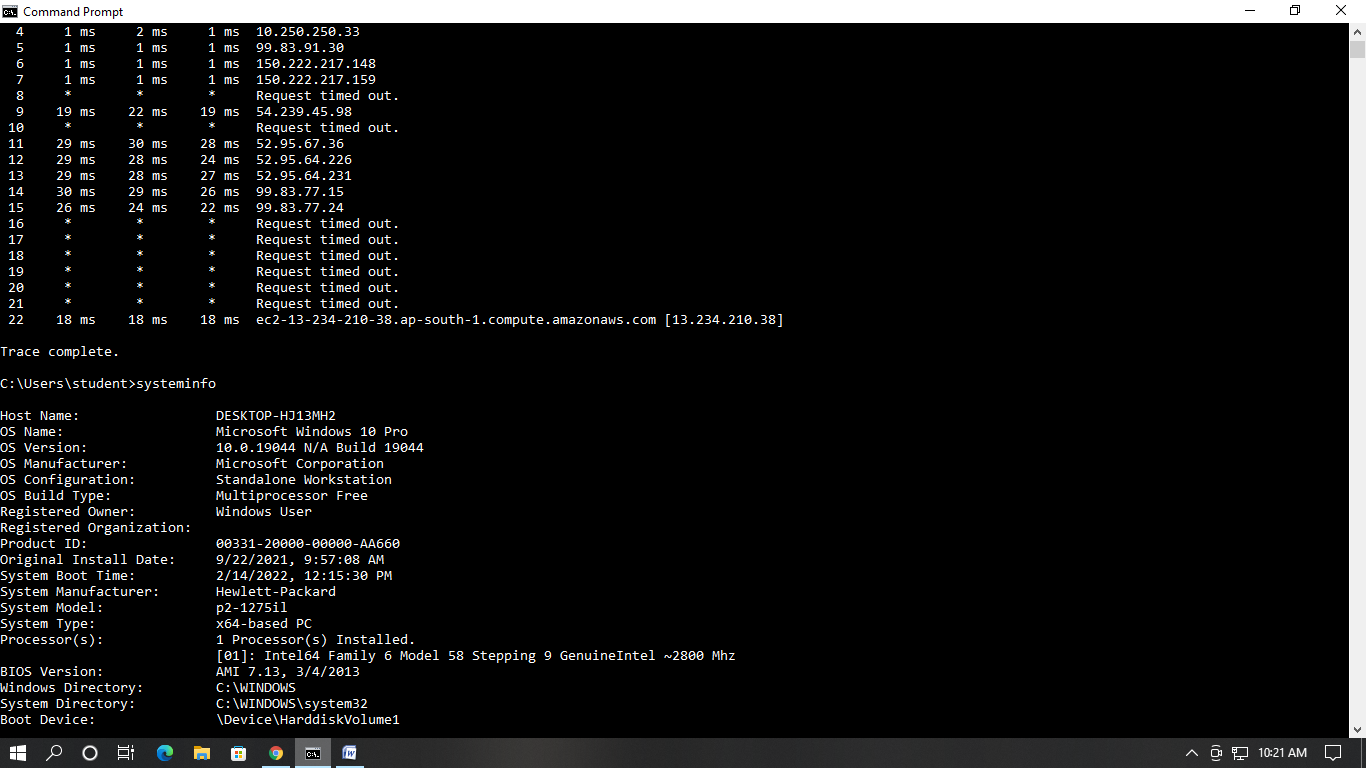 Command Prompt
4 1 ms 2 ms 1 ms 10.250.250.33
5 1 ms 1 ms 1 ms 99.83.91.30
6 1 ms 1 ms 1 ms 150.222.217.148
7 1 ms 1 ms 1 ms 150.222.217.159
8 * * * Request timed out.
9 19 ms 22 ms 19 ms 54.239.45.98
10 * * * Request timed out.
11 29 ms 30 ms 28 ms 52.95.67.36
12 29 ms 28 ms 24 ms 52.95.64.226
13 29 ms 28 ms 27 ms 52.95.64.231
14 30 ms 29 ms 26 ms 99.83.77.15
15 26 ms 24 ms 22 ms 99.83.77.24
16 * * * Request timed out.
17 * * * Request timed out.
18 * * * Request timed out.
19 * * * Request timed out.
20 * * * Request timed out.
21 * * * Request timed out.
22 18 ms 18 ms 18 ms ec2-13-234-210-38.ap-south-1.compute.amazonaws.com [13.234.210.38]
Trace complete.
C:\Users\student>systeminfo
Host Name: DESKTOP-HJ13MH2
OS Name: Microsoft Windows 10 Pro
OS Version: 10.0.19044 N/A Build 19044
OS Manufacturer: Microsoft Corporation
OS Configuration: Standalone Workstation
OS Build Type: Multiprocessor Free
Registered Owner: Windows User
Registered Organization:
Product ID: 00331-20000-00000-AA660
Original Install Date: 9/22/2021, 9:57:08 AM
System Boot Time: 2/14/2022, 12:15:30 PM
System Manufacturer: Hewlett-Packard
System Model: p2-1275il
System Type: x64-based PC
Processor(s): 1 Processor(s) Installed.
[01]: Intel64 Family 6 Model 58 Stepping 9 GenuineIntel ~2800 Mhz
BIOS Version: AMI 7.13, 3/4/2013
Windows Directory: C:\WINDOWS
System Directory: C:\WINDOWS\system32
Boot Device: \Device\HarddiskVolume1
10:21 AM